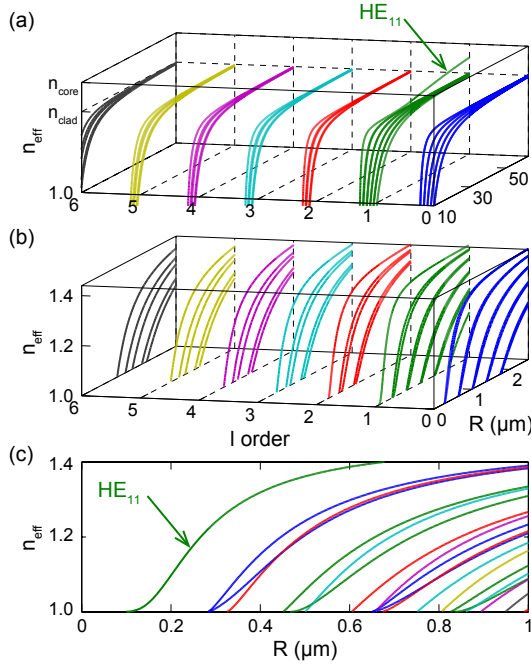 (a)
HE11
ncore
nclad
neff
1.0
6 5 4 3 2 1 0
10 30 50
(b)
1.4
1.2
1.0
neff
6 5 4 3 2 1 0
0 1 2
l order
R (μm)
(c)
1.4
1.2
1.0
neff
HE11
0 0.2 0.4 0.6 0.8 1
R (μm)